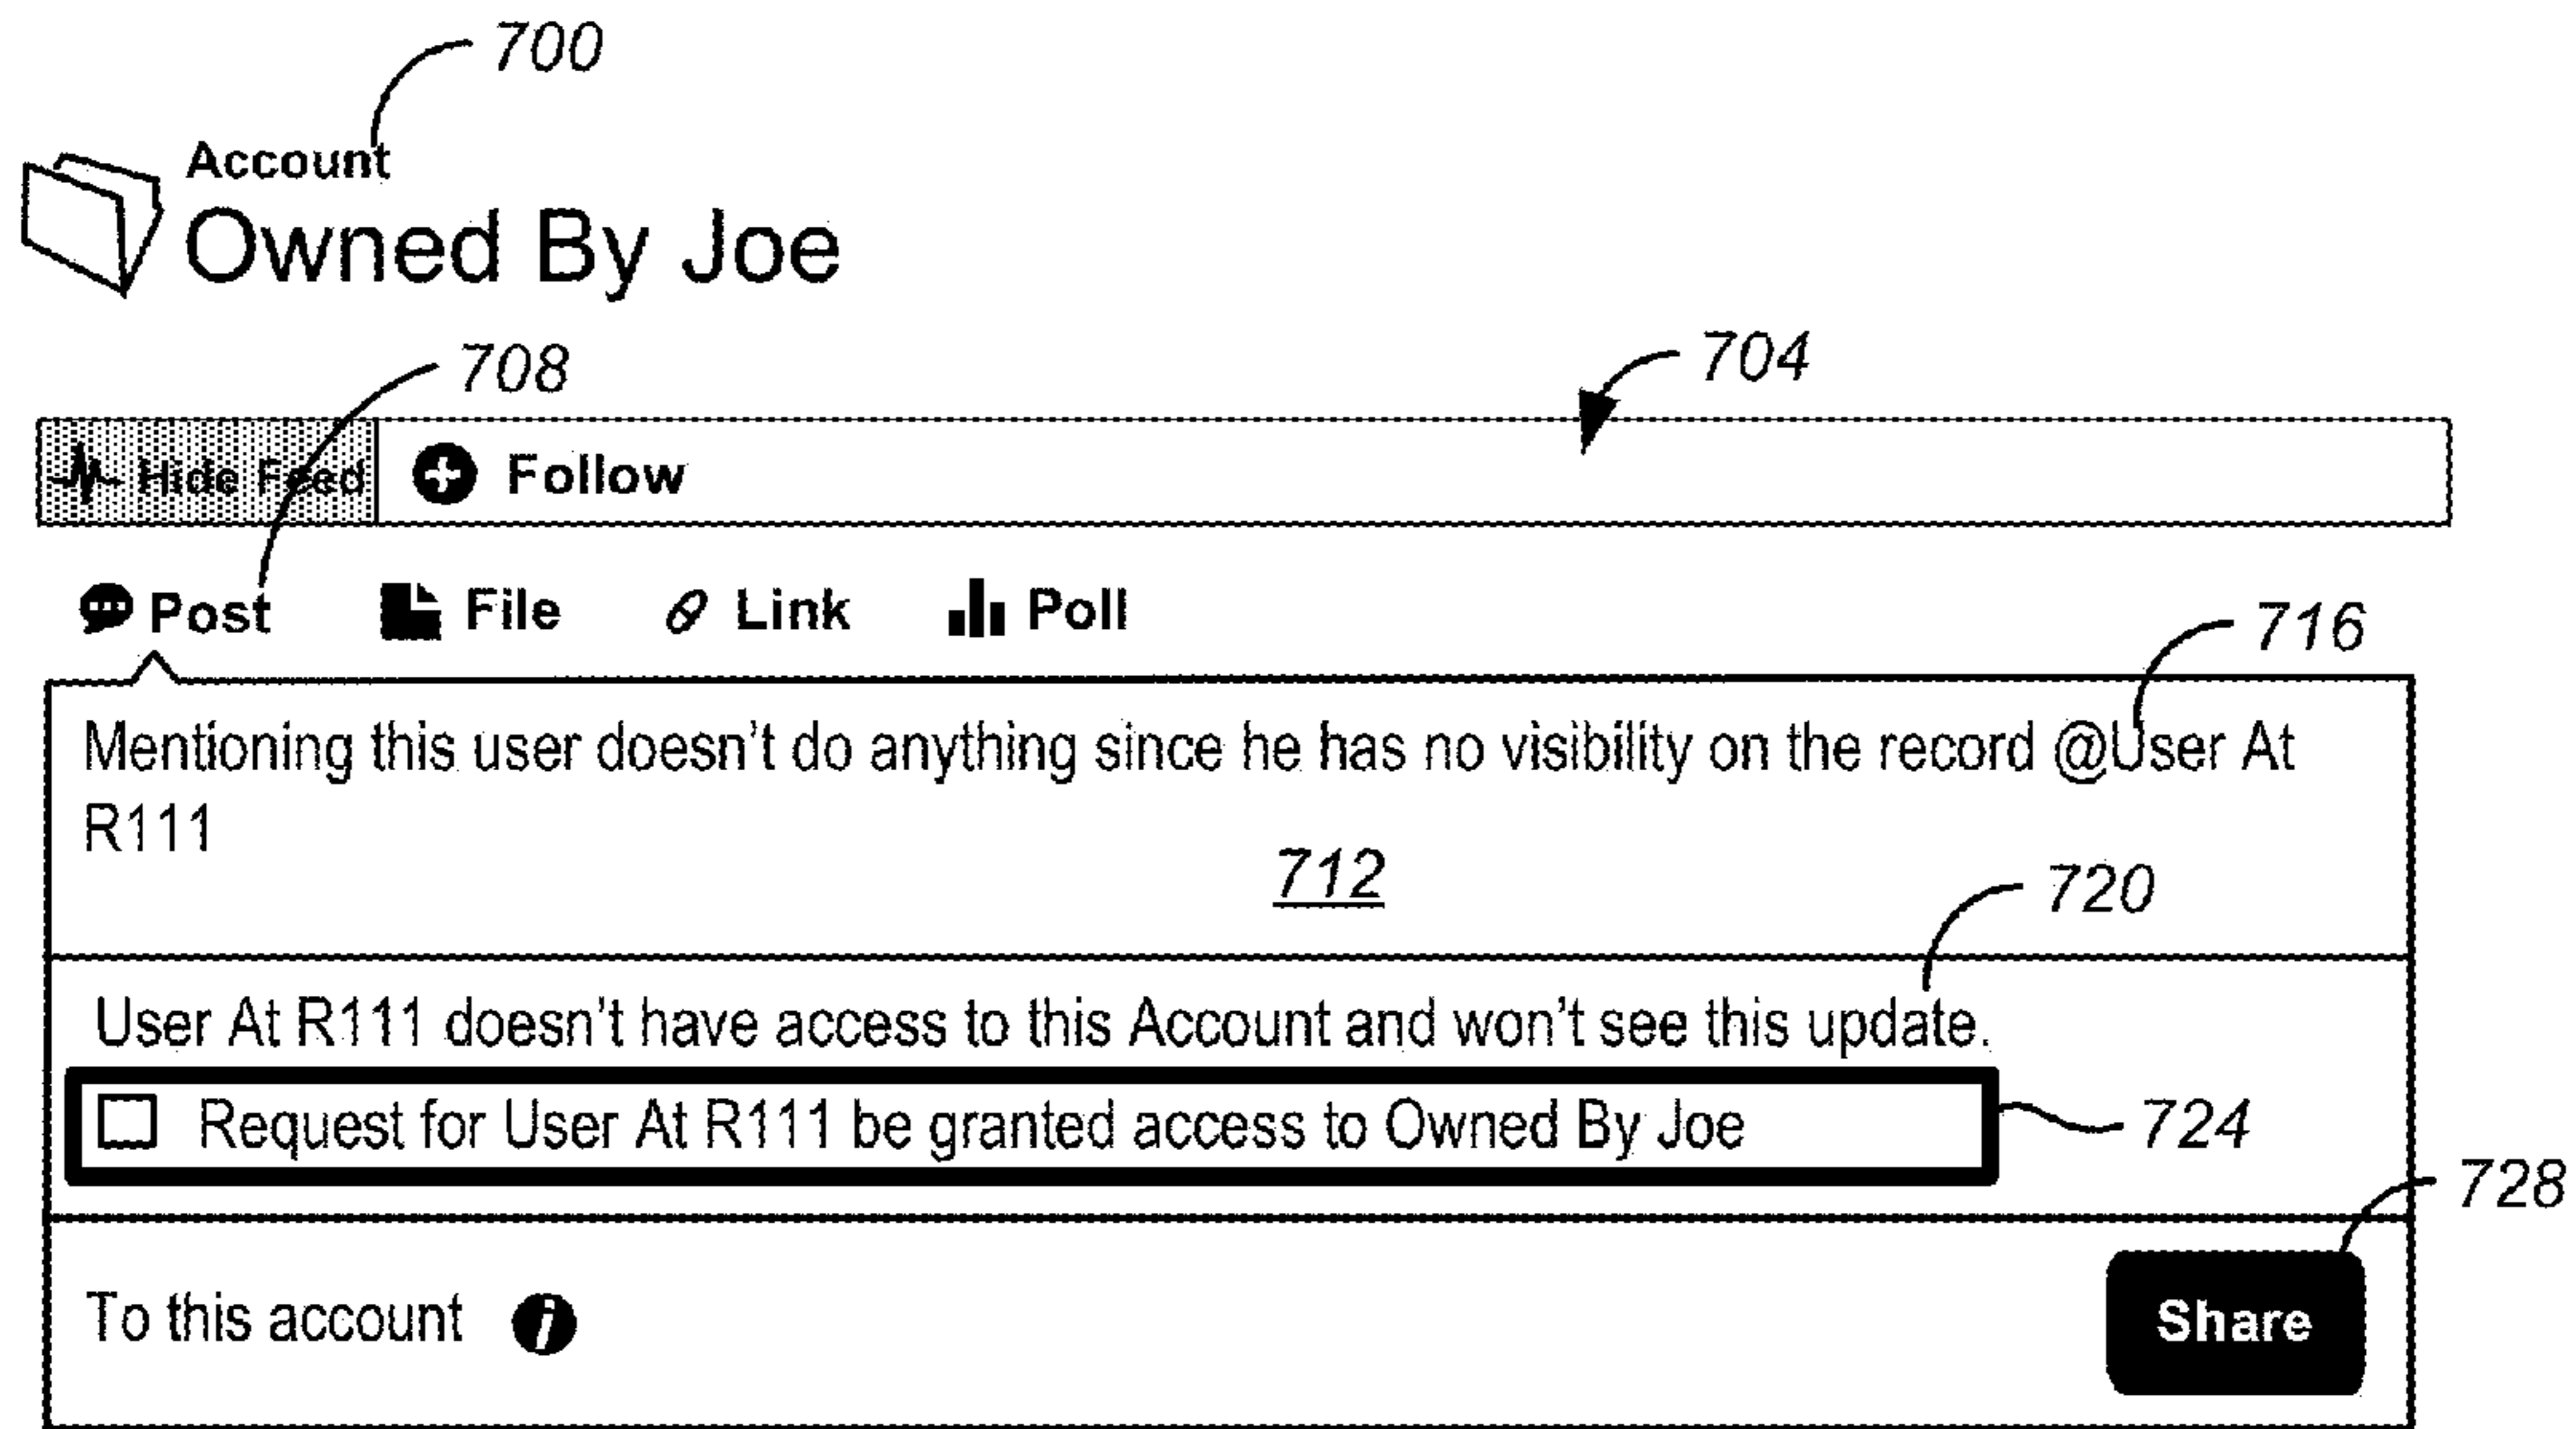 700
Account
Owned By Joe
708
704
Hide Feed Follow
Post File Link Poll
716
Mentioning this user doesn't do anything since he has no visibility on the record @User At
R111
712
720
User At R111 doesn't have access to this Account and won't see this update.
Request for User At R111 be granted access to Owned By Joe
724
728
To this account i
Share